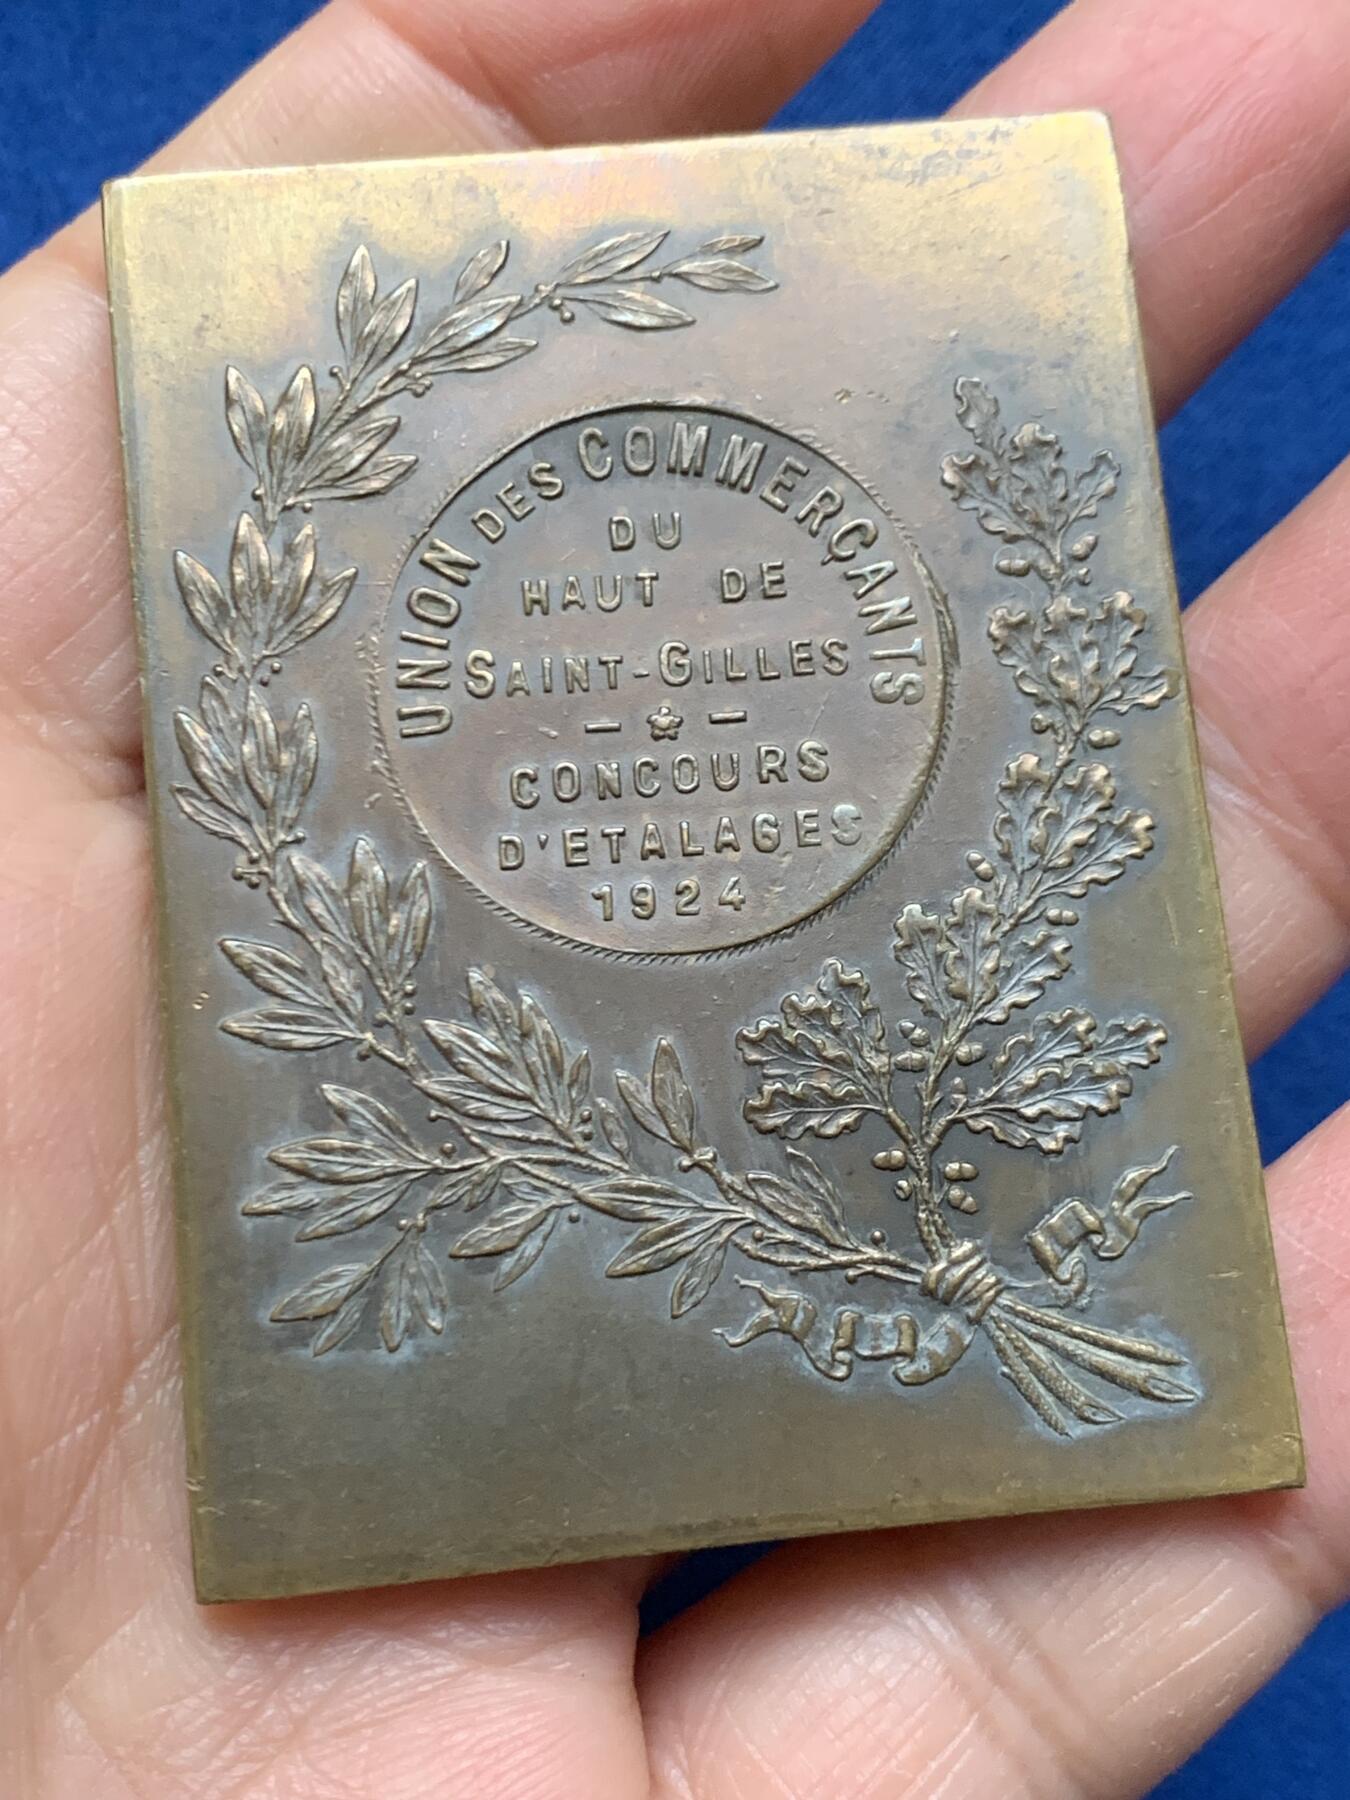 UNION DES COMMERÇANTS
DU
HAUT DE
SAINT-GILLES
CONCOURS
D'ETALAGES
1924